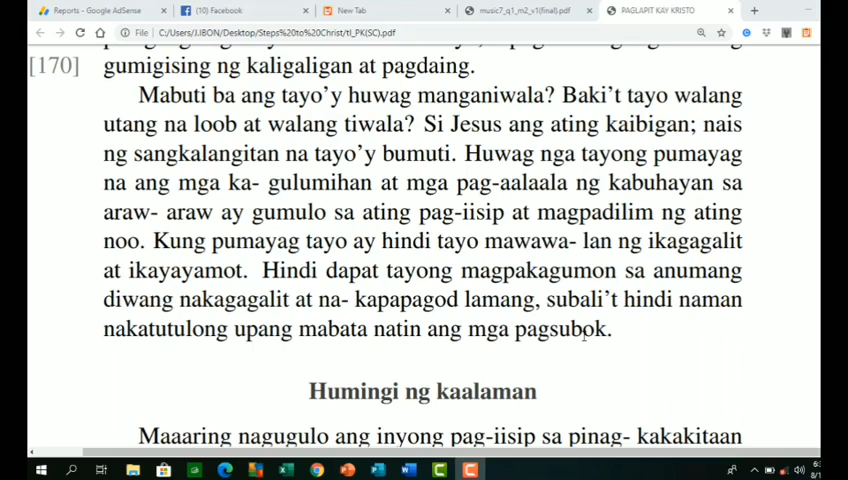 Reports - Google AdSense
(10) Facebook
New Tab
music7_q1_m2_v1(final).pdf
PAGLAPIT KAY KRISTO
File
C:/Users/J.IBON/Desktop/Steps%20to%20Christ/tl_PK(SC).pdf
[170]
gumigising ng kaligaligan at pagdaing.
Mabuti ba ang tayo'y huwag manganiwala? Baki't tayo walang
utang na loob at walang tiwala? Si Jesus ang ating kaibigan; nais
ng sangkalangitan na tayo'y bumuti. Huwag nga tayong pumayag
na ang mga ka- gulumihan at mga pag-aalaala ng kabuhayan sa
araw- araw ay gumulo sa ating pag-iisip at magpadilim ng ating
noo. Kung pumayag tayo ay hindi tayo mawawa- lan ng ikagagalit
at ikayayamot. Hindi dapat tayong magpakagumon sa anumang
diwang nakagagalit at na- kapapagod lamang, subali't hindi naman
nakatutulong upang mabata natin ang mga pagsubok.
Humingi ng kaalaman
Maaaring nagugulo ang inyong pag-iisip sa pinag- kakakitaan